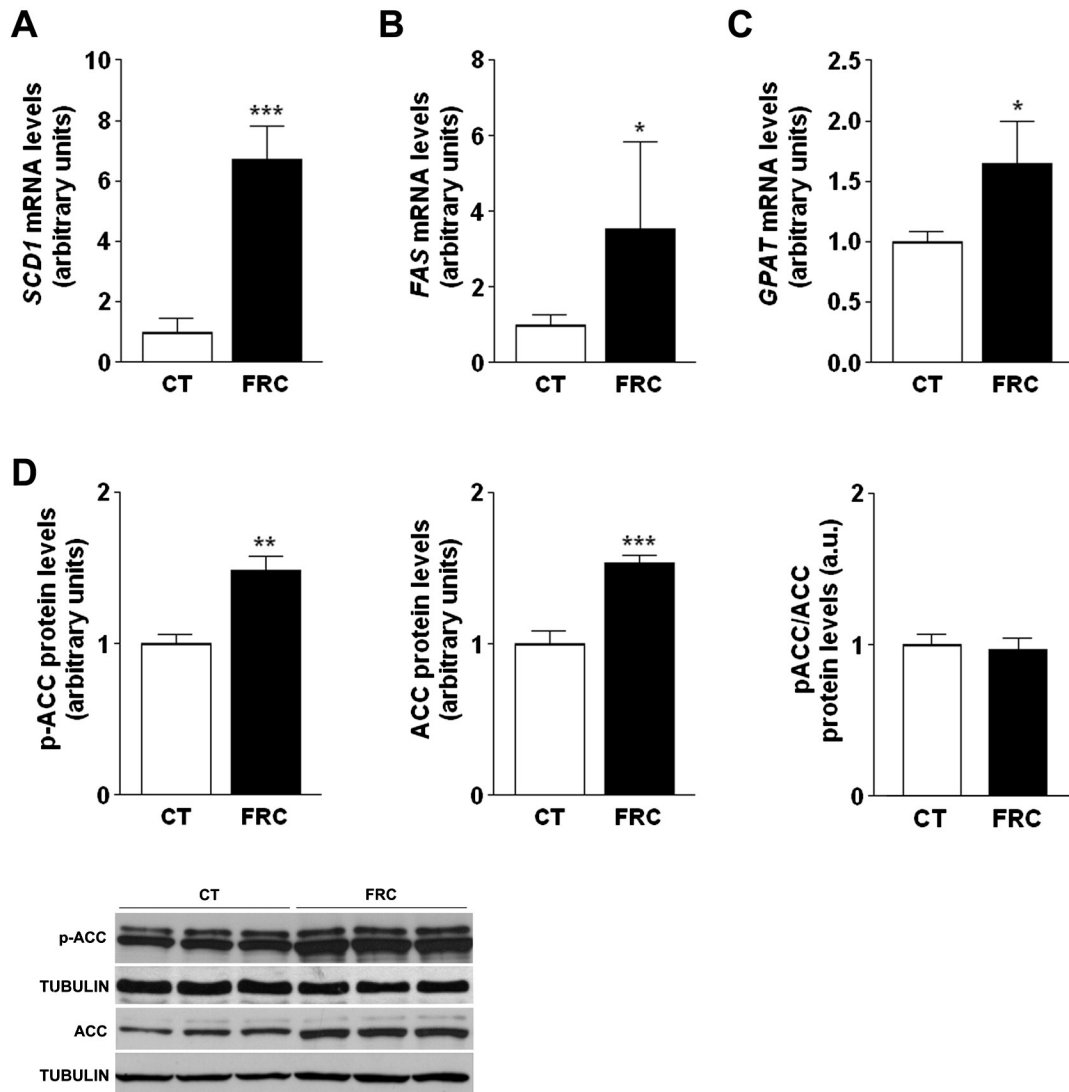 A
SCD1 mRNA levels
(arbitrary units)
10
8
6
4
2
0
***
CT FRC
B
FAS mRNA levels
(arbitrary units)
8
6
4
2
0
*
CT FRC
C
GPAT mRNA levels
(arbitrary units)
2.5
2.0
1.5
1.0
0.5
0.0
*
CT FRC
D
p-ACC protein levels
(arbitrary units)
2
1
0
**
CT FRC
ACC protein levels
(arbitrary units)
2
1
0
***
CT FRC
pACC/ACC
protein levels (a.u.)
2
1
0
CT FRC
CT FRC
p-ACC
TUBULIN
ACC
TUBULIN